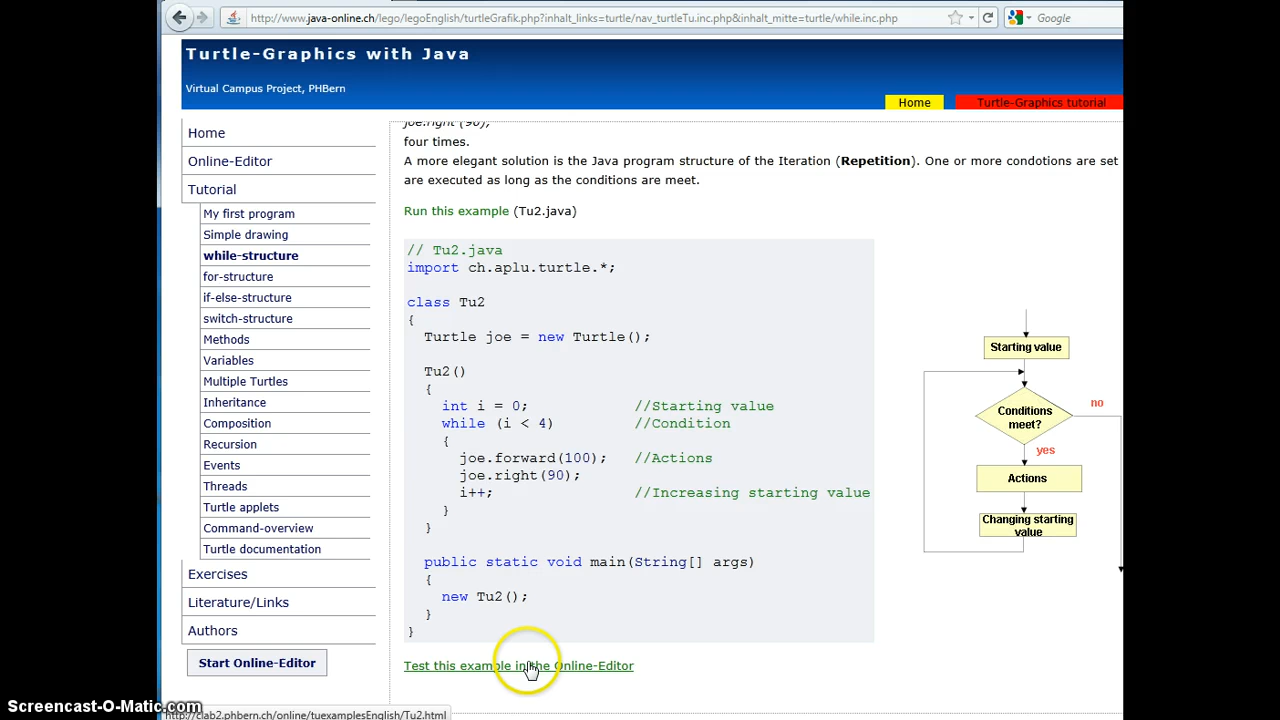 www.java-online.ch/lego/legoEnglish/turtleGrafik.php?inhalt_links=turtle/nav_turtleTu.inc.php&inhalt_mitte=turtle/while.inc.php
Google
Turtle-Graphics with Java
Virtual Campus Project, PHBern
Home
Turtle-Graphics tutorial
Home
Online-Editor
Tutorial
My first program
Simple drawing
while-structure
for-structure
if-else-structure
switch-structure
Methods
Variables
Multiple Turtles
Inheritance
Composition
Recursion
Events
Threads
Turtle applets
Command-overview
Turtle documentation
Exercises
Literature/Links
Authors
Start Online-Editor
joe.right (90);
four times.
A more elegant solution is the Java program structure of the Iteration (Repetition). One or more condotions are set
are executed as long as the conditions are meet.
Run this example (Tu2.java)
// Tu2.java
import ch.aplu.turtle.*;
class Tu2
{
Turtle joe = new Turtle();
Tu2()
{
int i = 0; //Starting value
while (i < 4) //Condition
{
joe.forward(100); //Actions
joe.right(90);
i++; //Increasing starting value
}
}
public static void main(String[] args)
{
new Tu2();
}
}
Test this example in the Online-Editor
Starting value
Conditions
meet?
no
yes
Actions
Changing starting
value
Screencast-O-Matic.com
http://clab2.phbern.ch/online/tuexamplesEnglish/Tu2.html